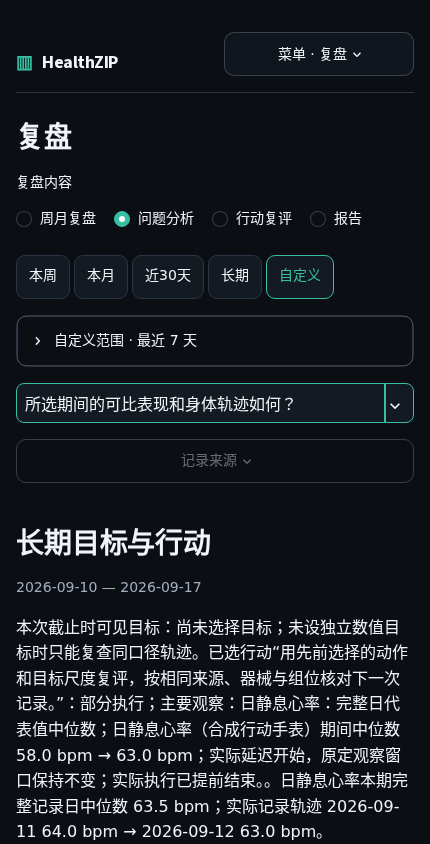 HealthZIP
菜单 · 复盘
复盘
复盘内容
周月复盘 问题分析 行动复评 报告
本周 本月 近30天 长期 自定义
自定义范围 · 最近 7 天
所选期间的可比表现和身体轨迹如何？
记录来源
长期目标与行动
2026-09-10 — 2026-09-17
本次截止时可见目标：尚未选择目标；未设独立数值目
标时只能复查同口径轨迹。已选行动“用先前选择的动作
和目标尺度复评，按相同来源、器械与组位核对下一次
记录。”：部分执行；主要观察：日静息心率：完整日代
表值中位数；日静息心率（合成行动手表）期间中位数
58.0 bpm → 63.0 bpm；实际延迟开始，原定观察窗
口保持不变；实际执行已提前结束。。日静息心率本期完
整记录日中位数 63.5 bpm；实际记录轨迹 2026-09-
11 64.0 bpm → 2026-09-12 63.0 bpm。